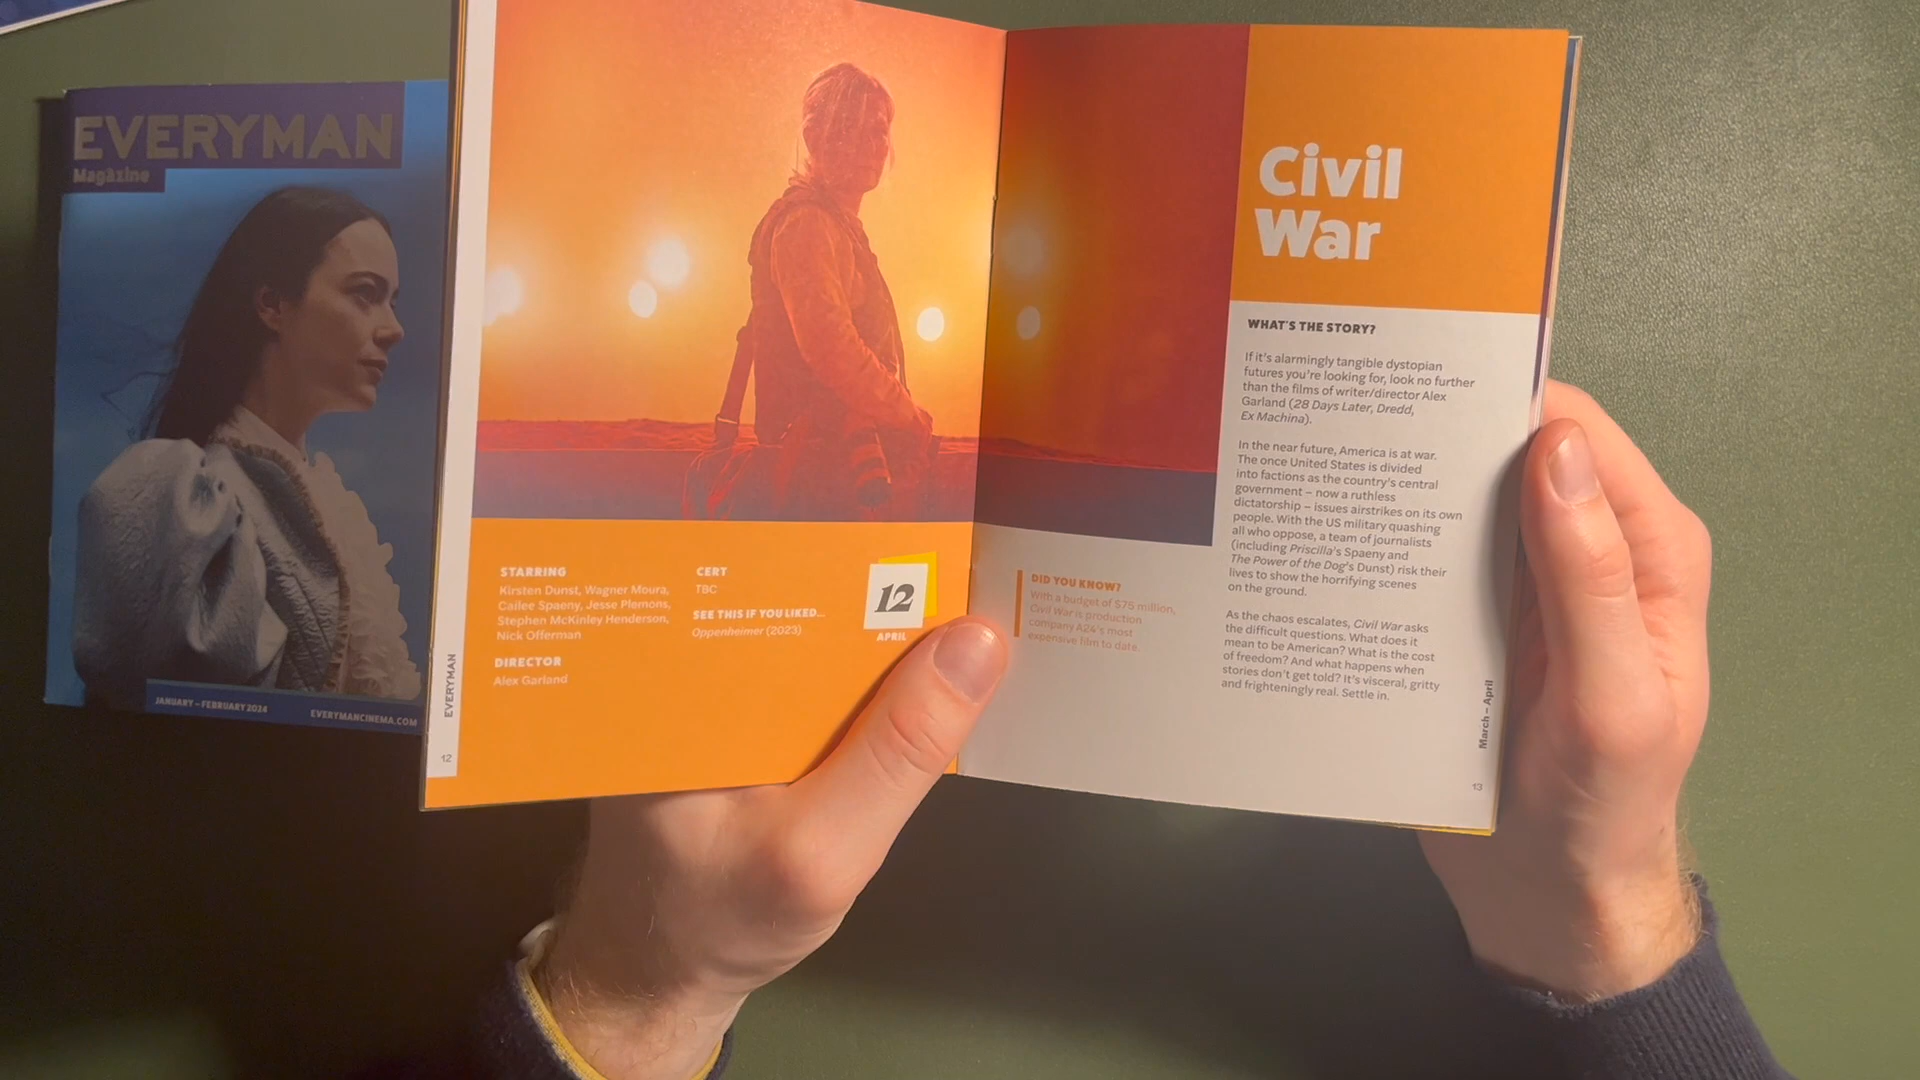 EVERYMAN
Magazine
JANUARY – FEBRUARY 2024
EVERYMANCINEMA.COM
STARRING
Kirsten Dunst, Wagner Moura,
Cailee Spaeny, Jesse Plemons,
Stephen McKinley Henderson,
Nick Offerman
DIRECTOR
Alex Garland
CERT
TBC
SEE THIS IF YOU LIKED...
Oppenheimer (2023)
12
APRIL
EVERYMAN
12
DID YOU KNOW?
With a budget of $75 million,
Civil War is production
company A24's most
expensive film to date.
Civil
War
WHAT'S THE STORY?
If it's alarmingly tangible dystopian
futures you're looking for, look no further
than the films of writer/director Alex
Garland (28 Days Later, Dredd,
Ex Machina).
In the near future, America is at war.
The once United States is divided
into factions as the country's central
government – now a ruthless
dictatorship – issues airstrikes on its own
people. With the US military quashing
all who oppose, a team of journalists
(including Priscilla's Spaeny and
The Power of the Dog's Dunst) risk their
lives to show the horrifying scenes
on the ground.
As the chaos escalates, Civil War asks
the difficult questions. What does it
mean to be American? What is the cost
of freedom? And what happens when
stories don't get told? It's visceral, gritty
and frighteningly real. Settle in.
March – April
13